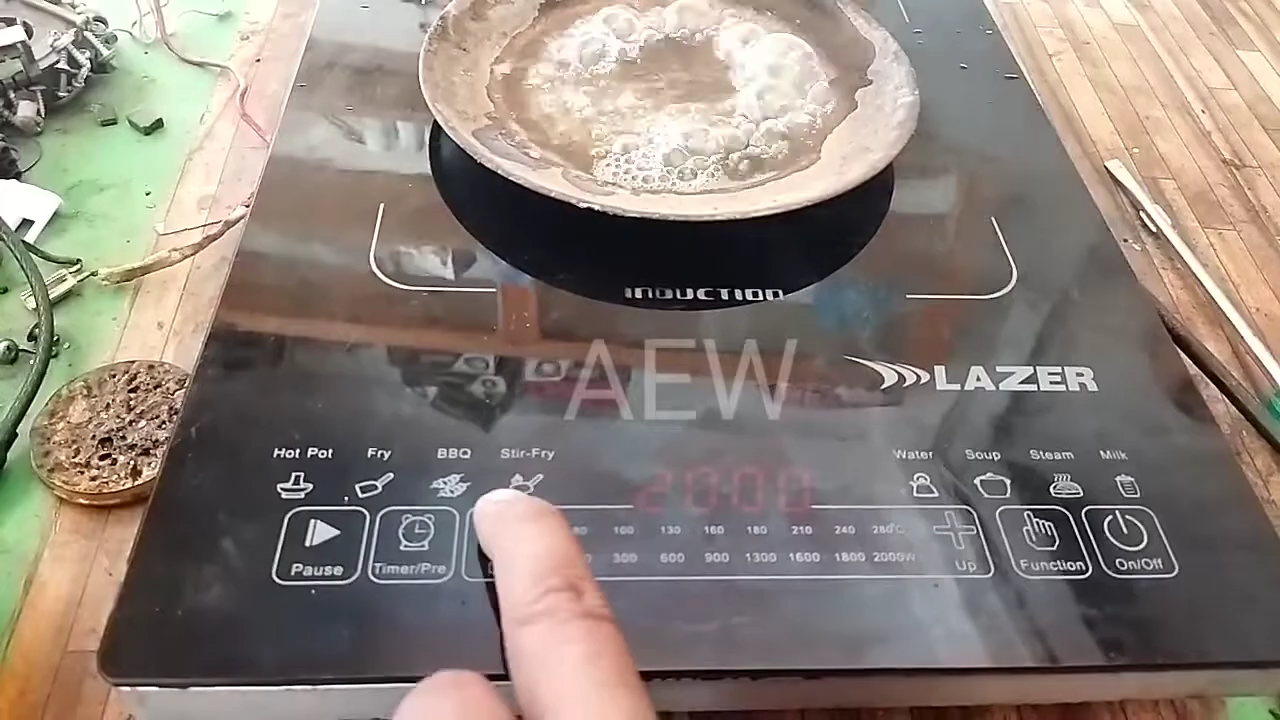 INDUCTION
AEW
LAZER
Hot Pot Fry BBQ Stir-Fry Water Soup Steam Milk
2000
160 130 160 180 210 240 280°C
300 600 900 1300 1600 1800 2000W
Pause Timer/Pre Up Function On/Off